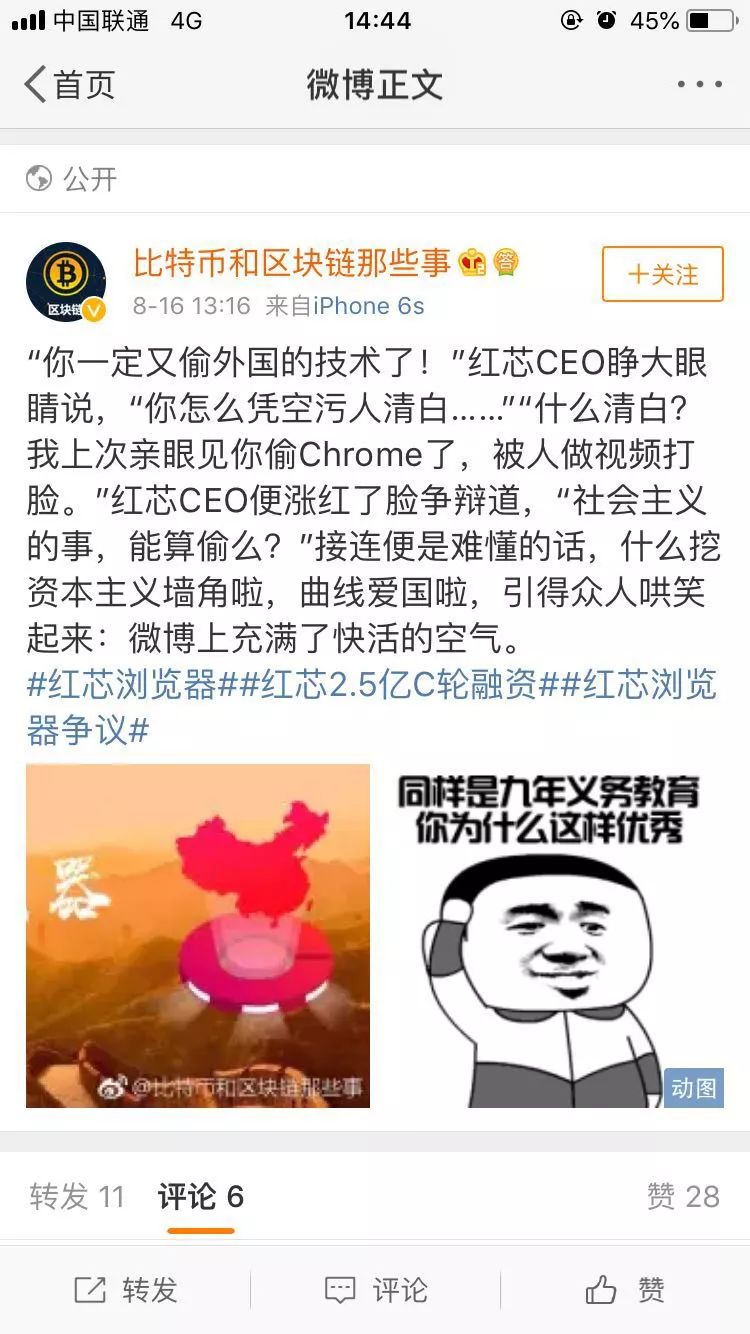 中国联通 4G 14:44 45%
首页 微博正文
公开
比特币和区块链那些事 答
8-16 13:16 来自iPhone 6s
+关注
区块链
“你一定又偷外国的技术了！”红芯CEO睁大眼
睛说，“你怎么凭空污人清白……”“什么清白？
我上次亲眼见你偷Chrome了，被人做视频打
脸。”红芯CEO便涨红了脸争辩道，“社会主义
的事，能算偷么？”接连便是难懂的话，什么挖
资本主义墙角啦，曲线爱国啦，引得众人哄笑
起来：微博上充满了快活的空气。
#红芯浏览器##红芯2.5亿C轮融资##红芯浏览
器争议#
器
@比特币和区块链那些事
同样是九年义务教育
你为什么这样优秀
动图
转发 11 评论 6 赞 28
转发 评论 赞